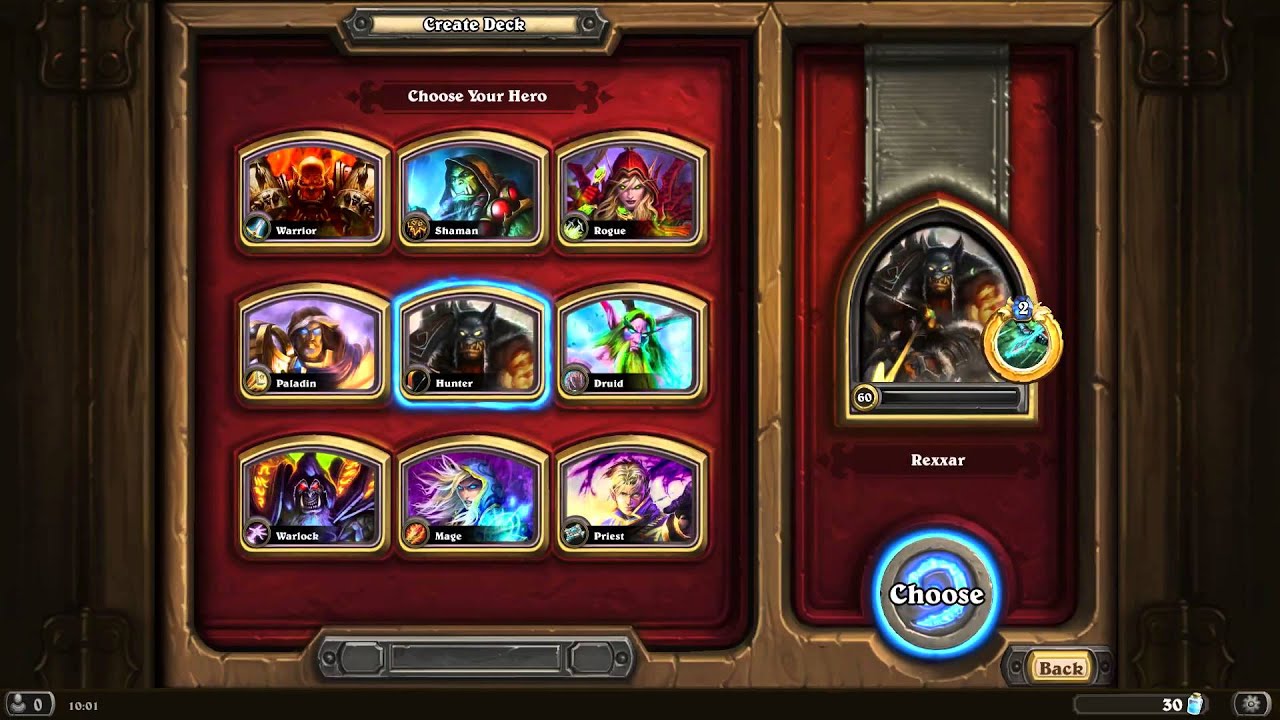 Create Deck
Choose Your Hero
Warrior
Shaman
Rogue
Paladin
Hunter
Druid
Warlock
Mage
Priest
2
60
Rexxar
Choose
Back
0
10:01
30